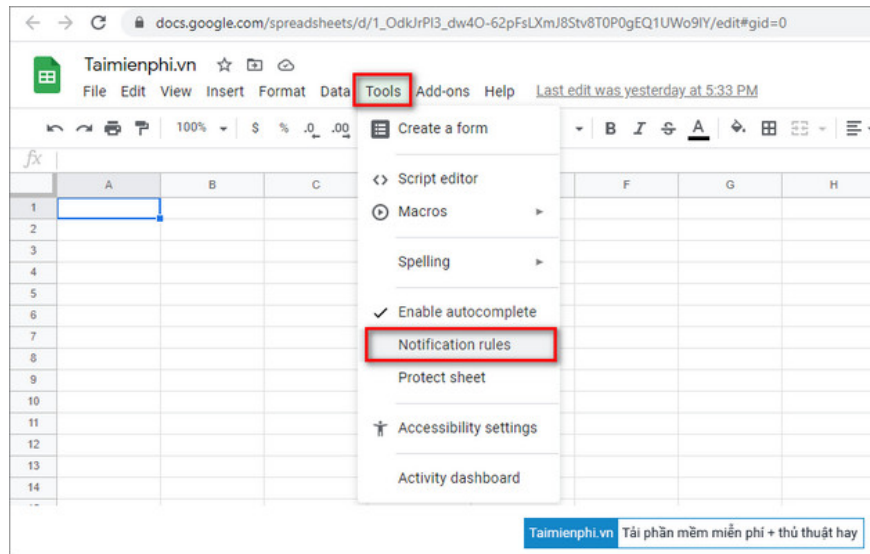 docs.google.com/spreadsheets/d/1_OdkJrPl3_dw4O-62pFsLXmJ8Stv8T0P0gEQ1UWo9IY/edit#gid=0
Taimienphi.vn
File Edit View Insert Format Data Tools Add-ons Help Last edit was yesterday at 5:33 PM
100% $ % .0 .00 B I S A
fx
A B C F G H
Create a form
Script editor
Macros
Spelling
Enable autocomplete
Notification rules
Protect sheet
Accessibility settings
Activity dashboard
1
2
3
4
5
6
7
8
9
10
11
12
13
14
Taimienphi.vn Tải phần mềm miễn phí + thủ thuật hay